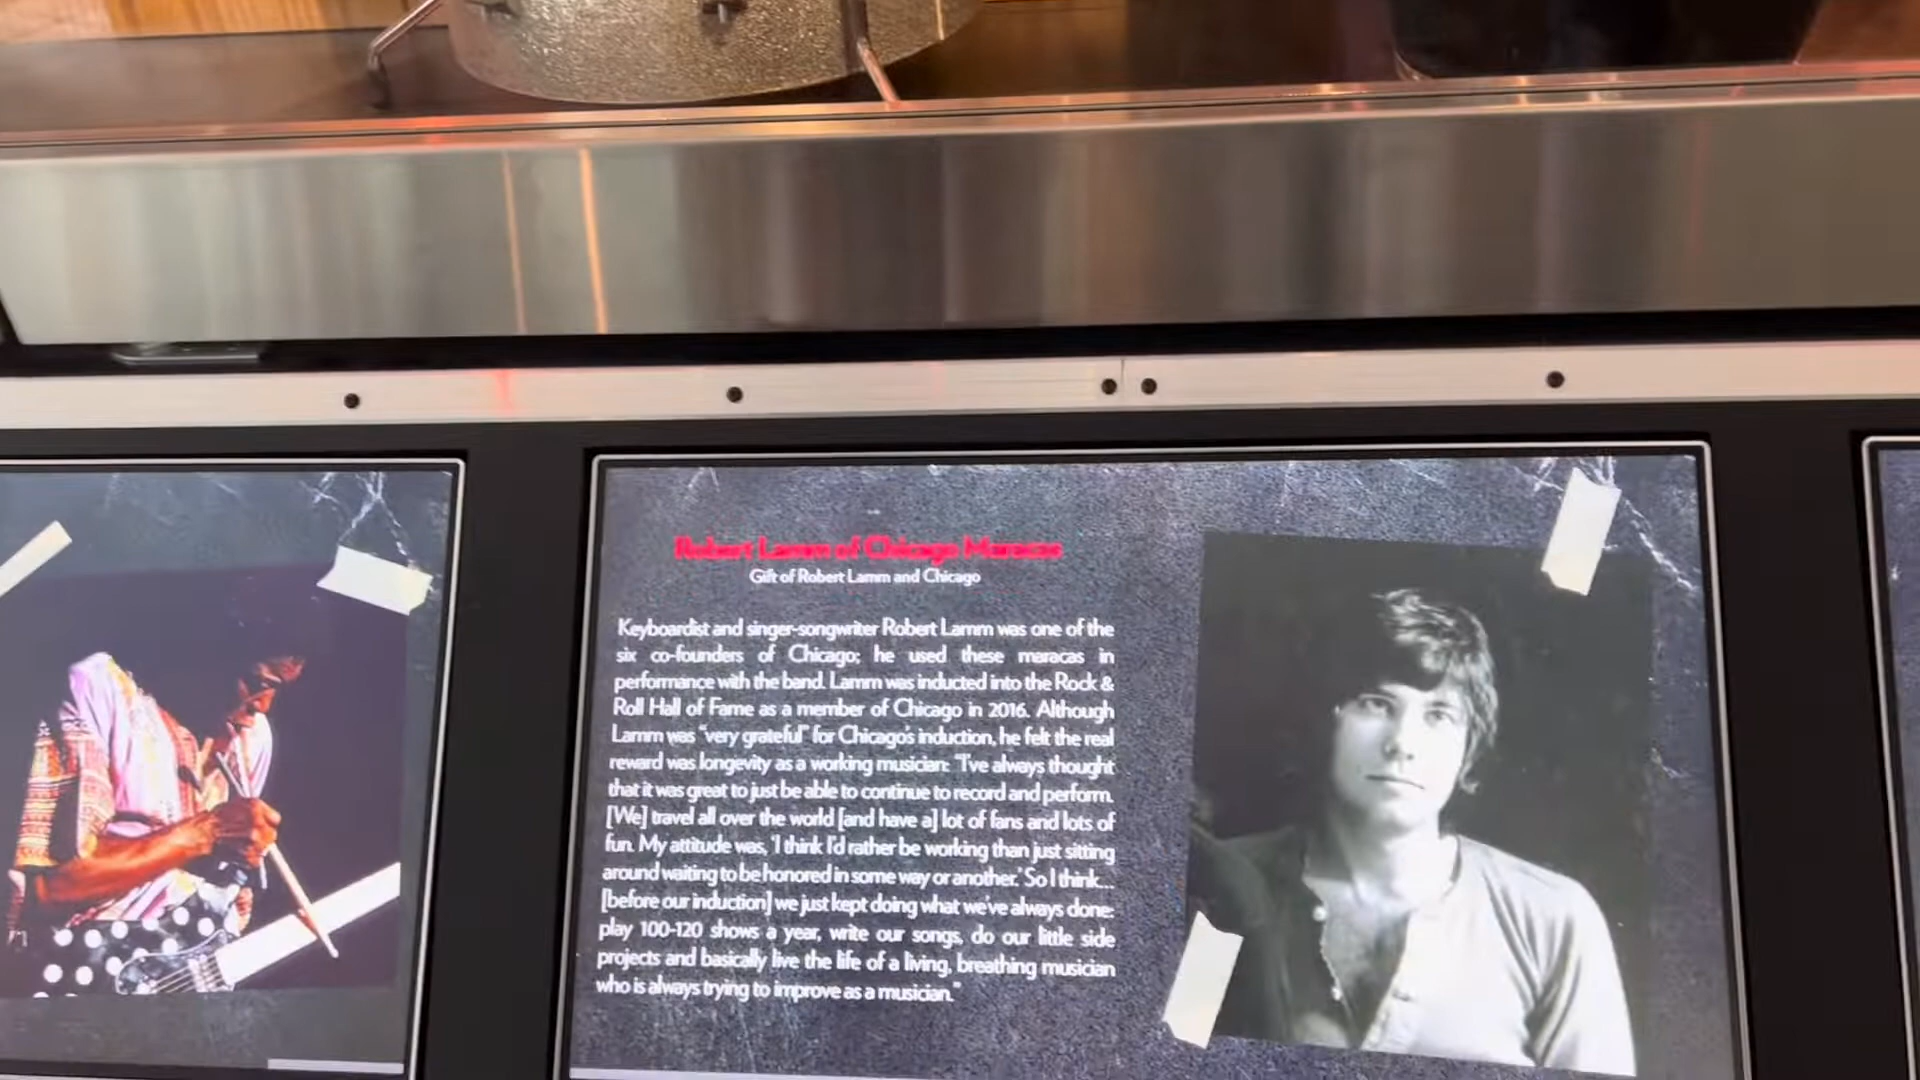 Robert Lamm of Chicago Maracas
Gift of Robert Lamm and Chicago
Keyboardist and singer-songwriter Robert Lamm was one of the
six co-founders of Chicago; he used these maracas in
performance with the band. Lamm was inducted into the Rock &
Roll Hall of Fame as a member of Chicago in 2016. Although
Lamm was "very grateful" for Chicago's induction, he felt the real
reward was longevity as a working musician: "I've always thought
that it was great to just be able to continue to record and perform.
[We] travel all over the world [and have a] lot of fans and lots of
fun. My attitude was, 'I think I'd rather be working than just sitting
around waiting to be honored in some way or another.' So I think...
[before our induction] we just kept doing what we've always done:
play 100-120 shows a year, write our songs, do our little side
projects and basically live the life of a living, breathing musician
who is always trying to improve as a musician."